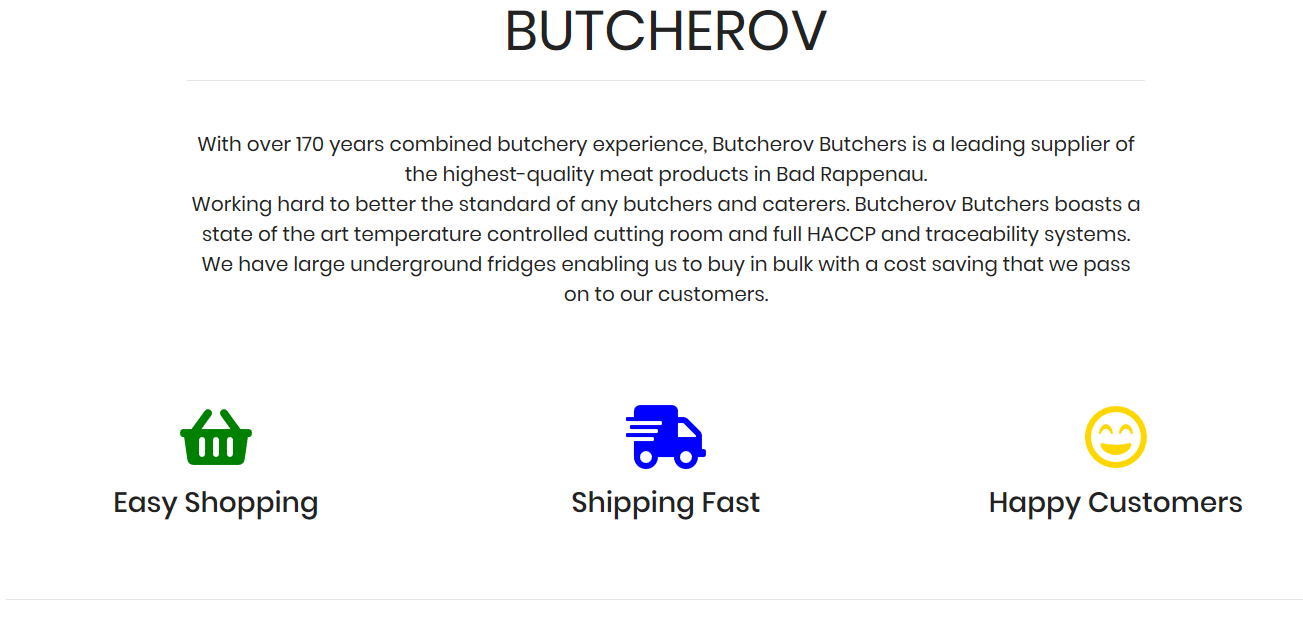 BUTCHEROV
With over 170 years combined butchery experience, Butcherov Butchers is a leading supplier of
the highest-quality meat products in Bad Rappenau.
Working hard to better the standard of any butchers and caterers. Butcherov Butchers boasts a
state of the art temperature controlled cutting room and full HACCP and traceability systems.
We have large underground fridges enabling us to buy in bulk with a cost saving that we pass
on to our customers.
Easy Shopping
Shipping Fast
Happy Customers